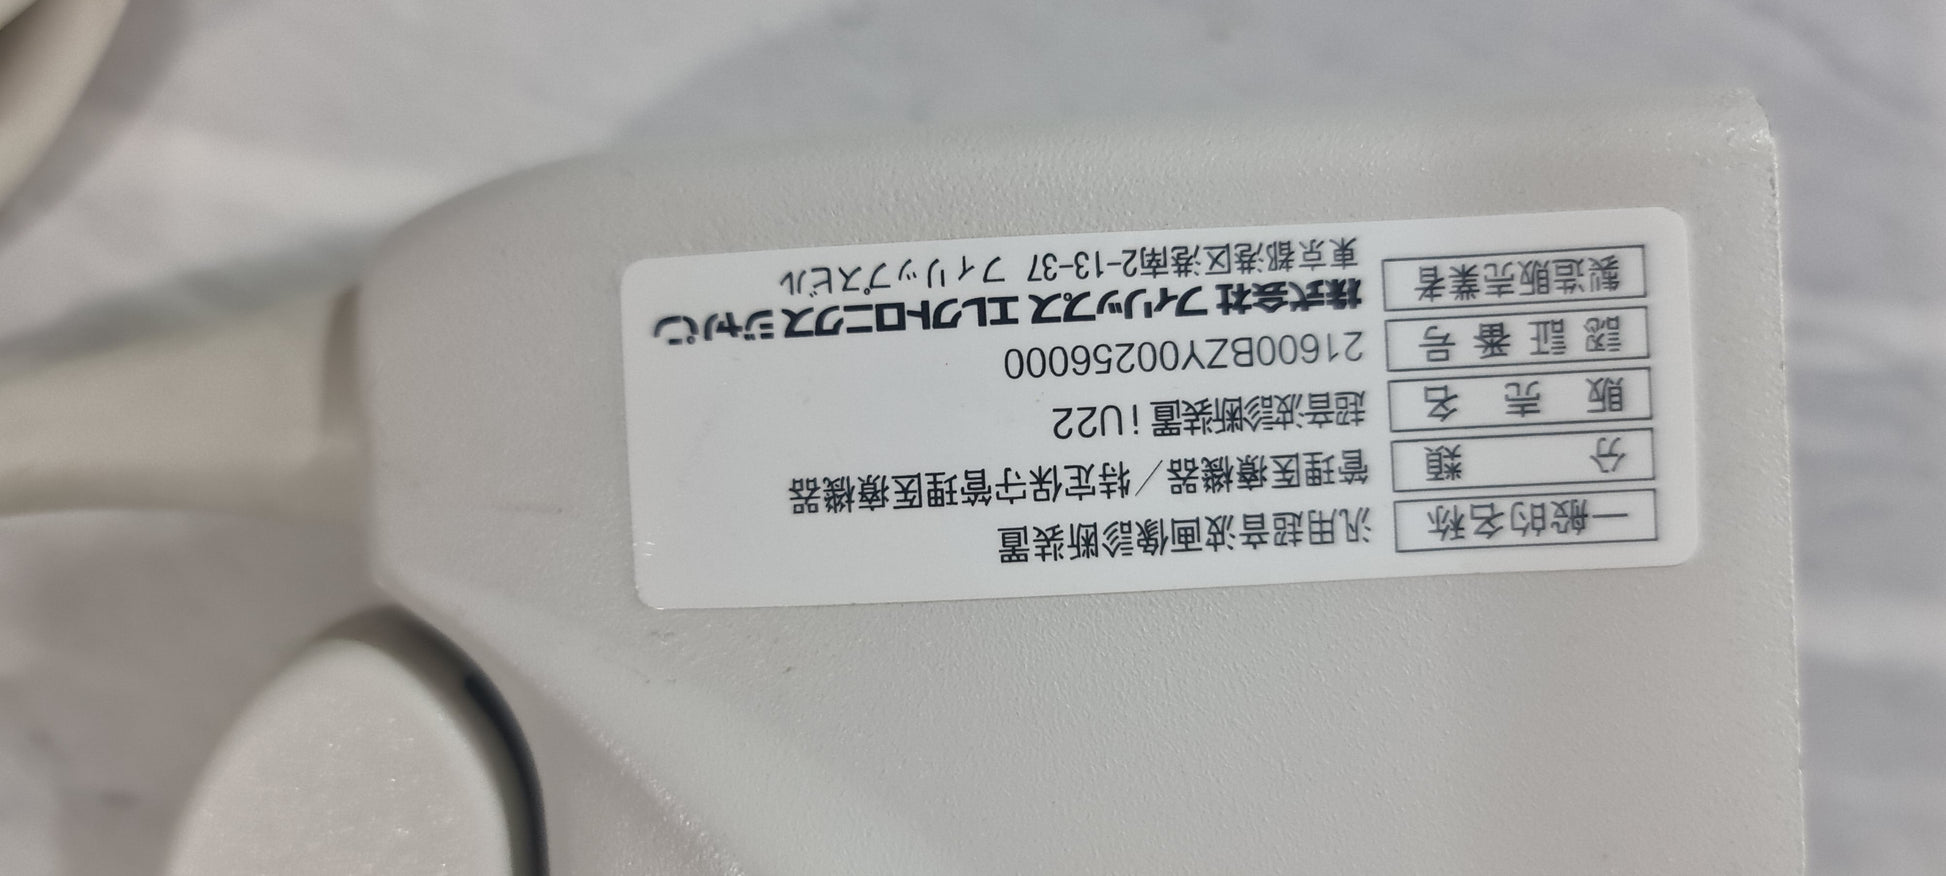 一般的名称 汎用超音波画像診断装置
分類 管理医療機器／特定保守管理医療機器
販売名 超音波診断装置 iU22
認証番号 21600BZY00256000
製造販売業者 株式会社 フィリップス エレクトロニクス ジャパン
東京都港区港南2-13-37 フィリップスビル